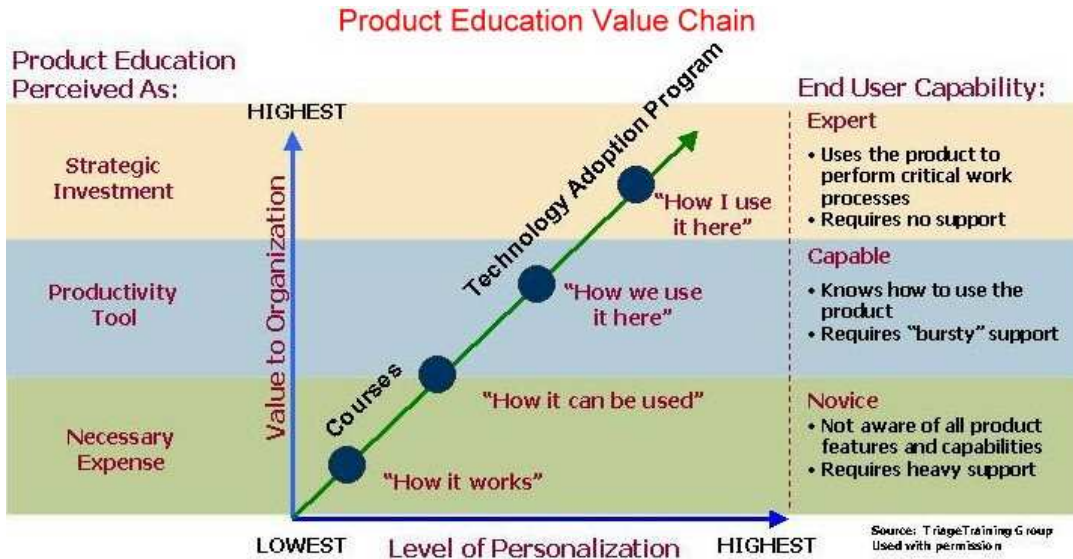 Product Education Value Chain
Product Education
Perceived As:
End User Capability:
HIGHEST
Technology Adoption Program
Strategic
Investment
"How I use
it here"
Expert
• Uses the product to
perform critical work
processes
• Requires no support
Value to Organization
Productivity
Tool
"How we use
it here"
Capable
• Knows how to use the
product
• Requires "bursty" support
Courses
"How it can be used"
Necessary
Expense
"How it works"
Novice
• Not aware of all product
features and capabilities
• Requires heavy support
LOWEST
Level of Personalization
HIGHEST
Source: TriageTraining Group
Used with permission